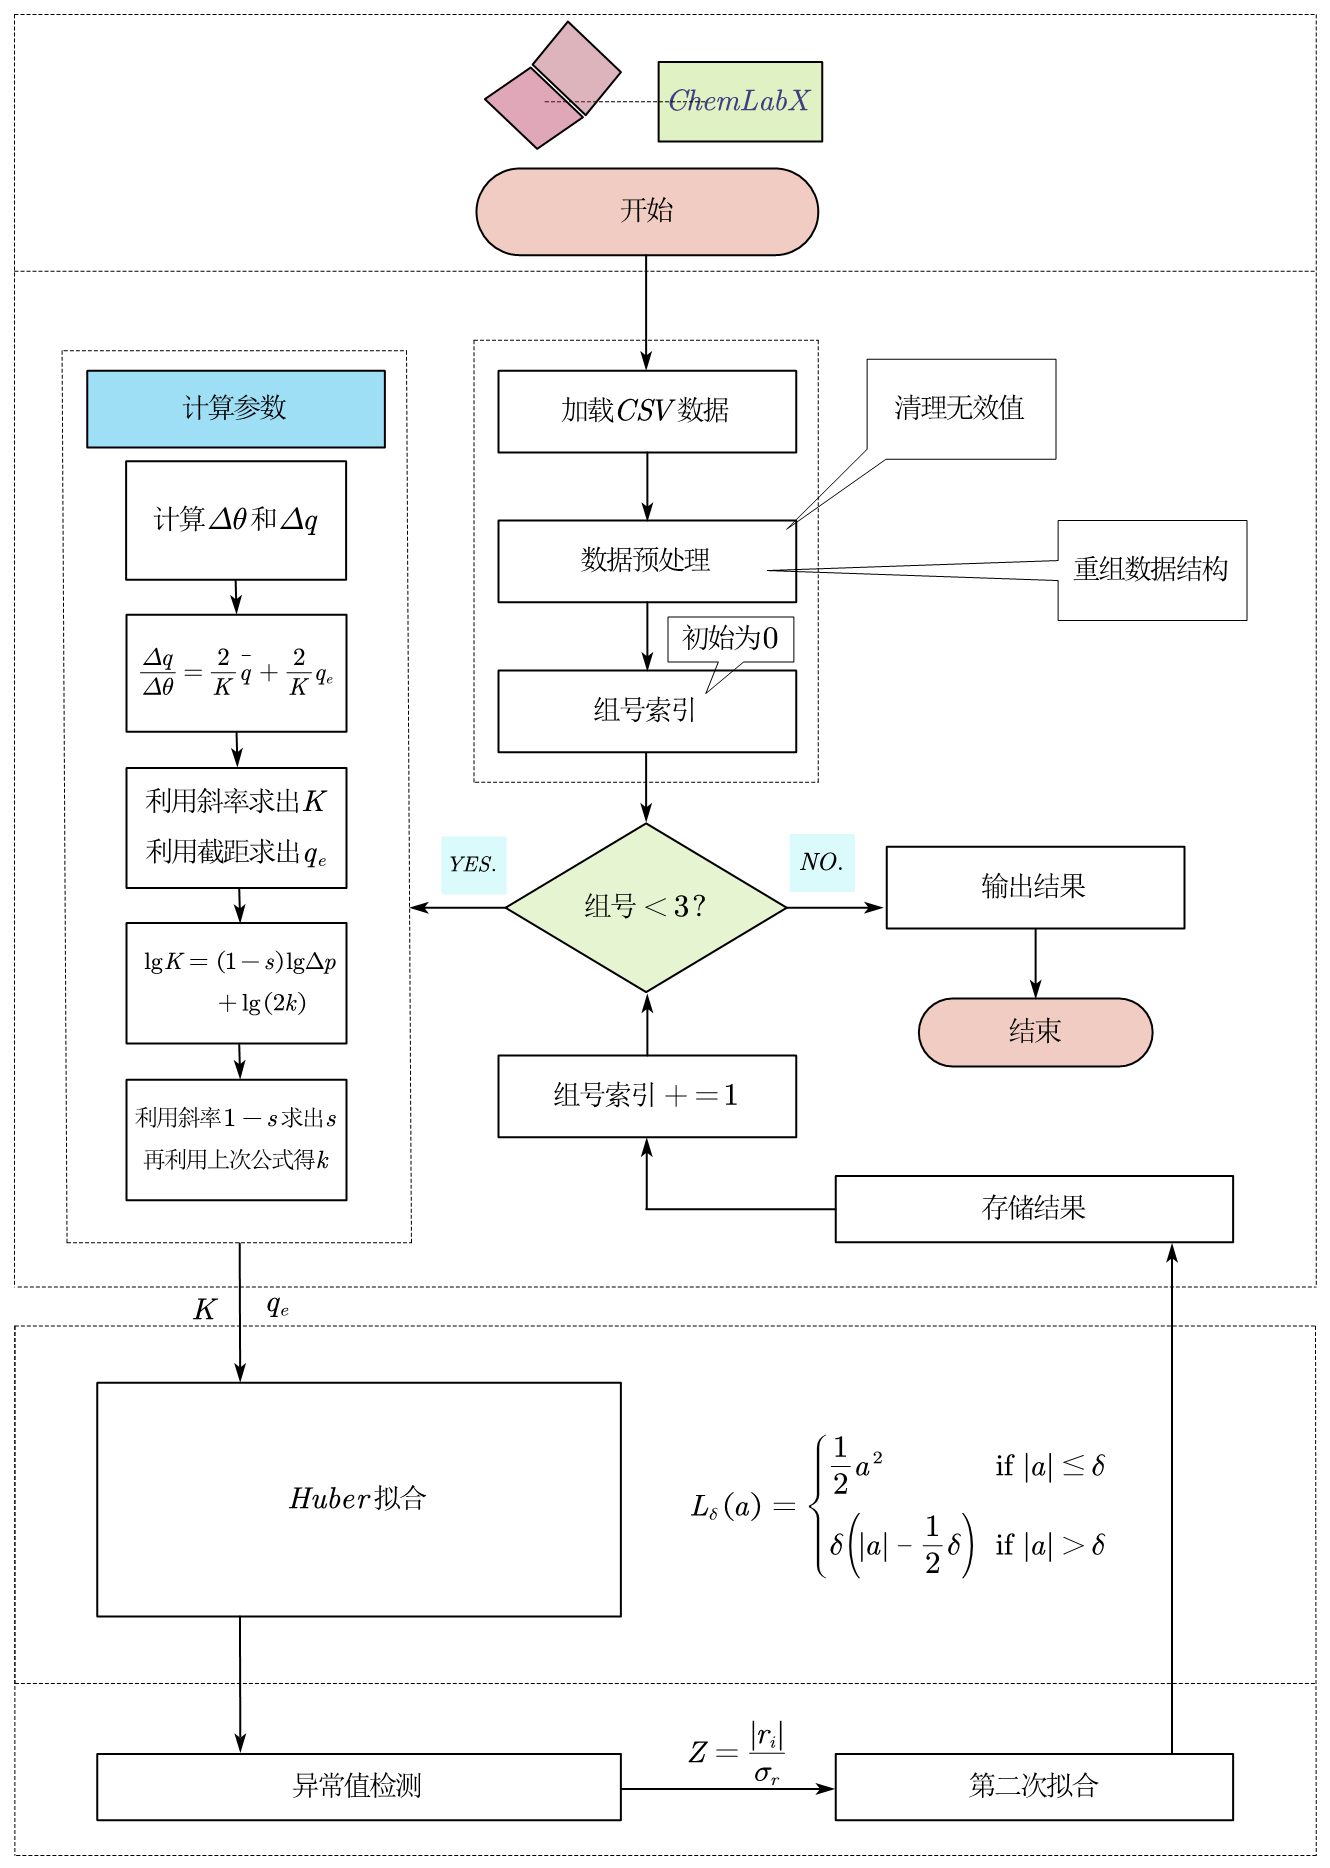 ChemLabX
开始
计算参数
计算Δθ和Δq
Δq/Δθ = 2/K q̄ + 2/K qₑ
利用斜率求出K
利用截距求出qₑ
lgK = (1−s)lgΔp
+lg(2k)
利用斜率1−s求出s
再利用上次公式得k
加载CSV数据
数据预处理
清理无效值
重组数据结构
初始为0
组号索引
YES.
组号<3?
NO.
输出结果
结束
组号索引+=1
存储结果
K qₑ
Huber拟合
L_δ(a) = { 1/2 a² if |a| ≤ δ
δ(|a| − 1/2 δ) if |a| > δ
异常值检测
Z = |rᵢ|/σᵣ
第二次拟合